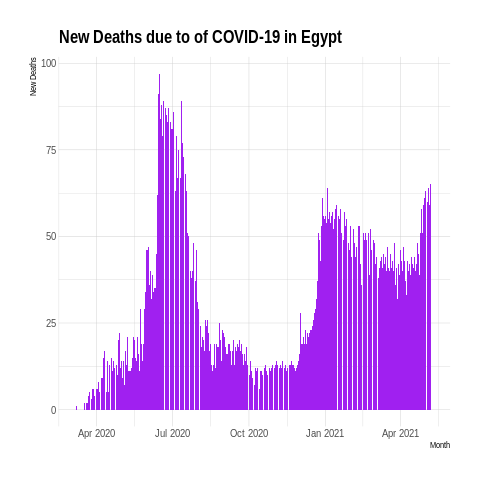 New Deaths due to of COVID-19 in Egypt
New Deaths
100
75
50
25
0
Apr 2020 Jul 2020 Oct 2020 Jan 2021 Apr 2021
Month